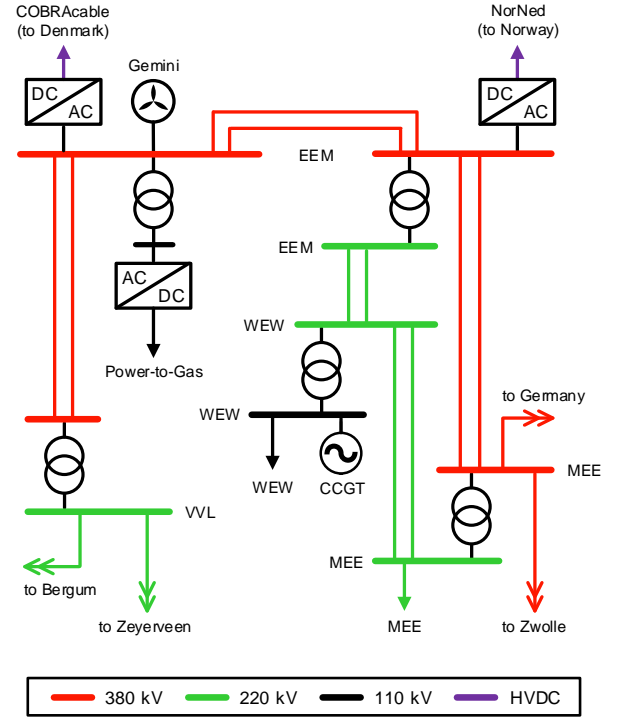 COBRAcable
(to Denmark)
NorNed
(to Norway)
Gemini
DC
AC
DC
AC
EEM
EEM
AC
DC
WEW
Power-to-Gas
to Germany
WEW
MEE
WEW
CCGT
VVL
MEE
to Bergum
to Zeyerveen
MEE
to Zwolle
380 kV
220 kV
110 kV
HVDC